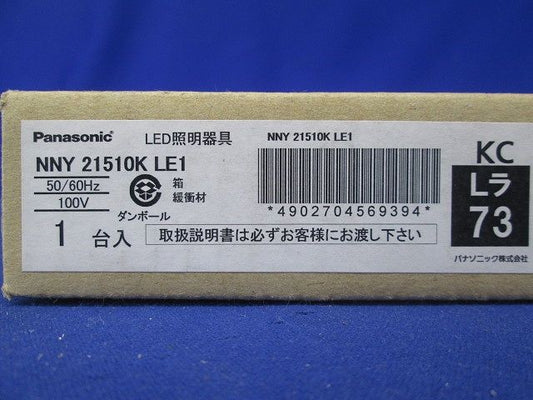 Panasonic LED照明器具 NNY 21510K LE1
NNY 21510K LE1
50/60Hz
100V
箱
緩衝材
ダンボール
*4902704569394*
1 台入
取扱説明書は必ずお客様にお渡し下さい
KC
Lラ
73
パナソニック株式会社